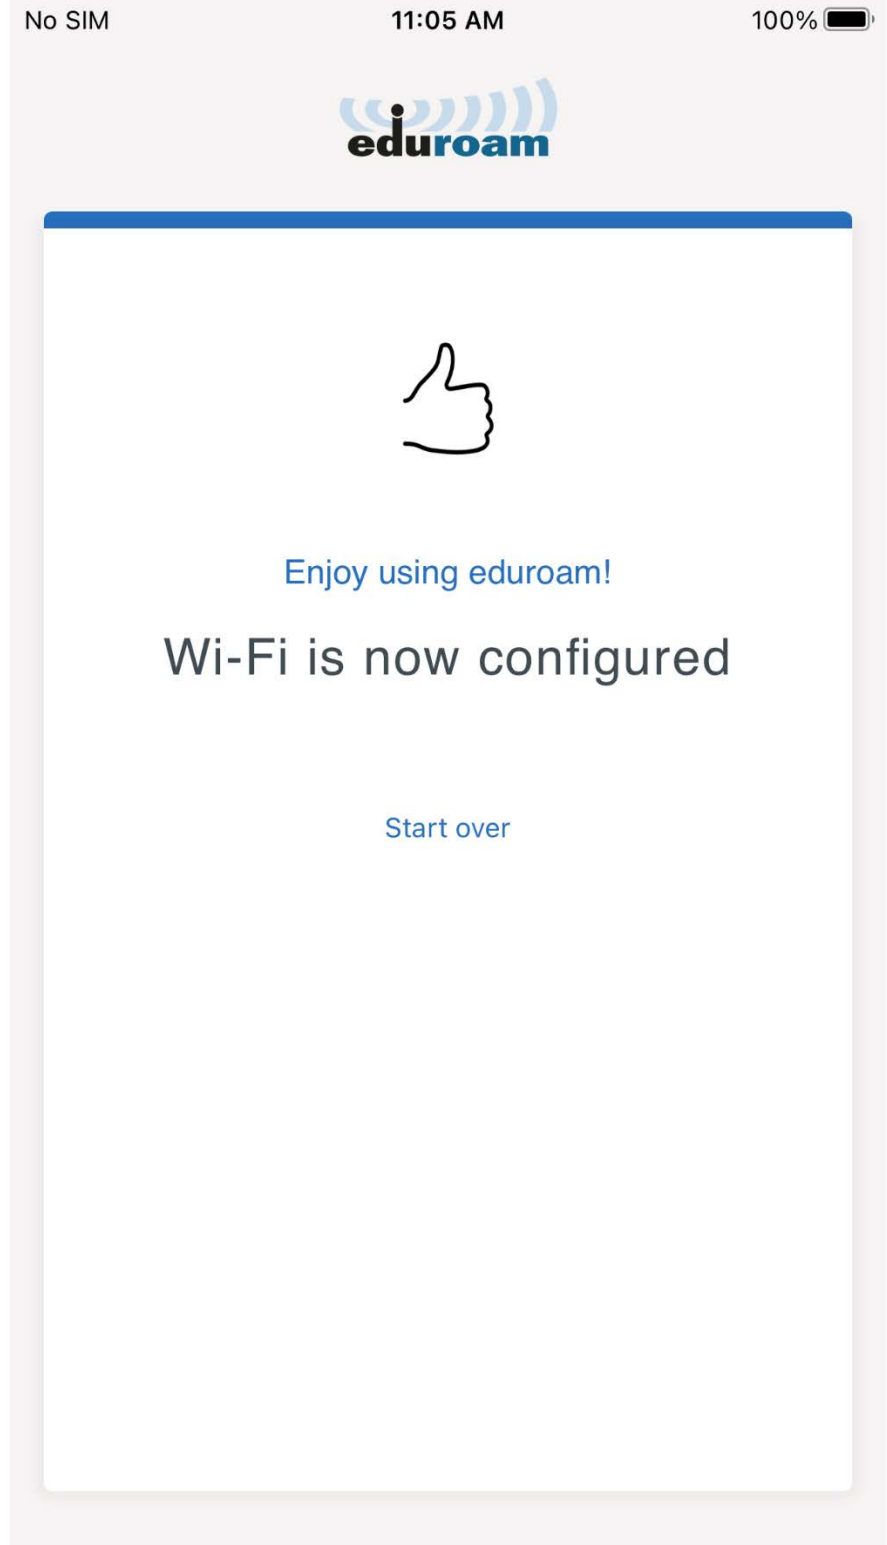 No SIM 11:05 AM 100%
eduroam
Enjoy using eduroam!
Wi-Fi is now configured
Start over